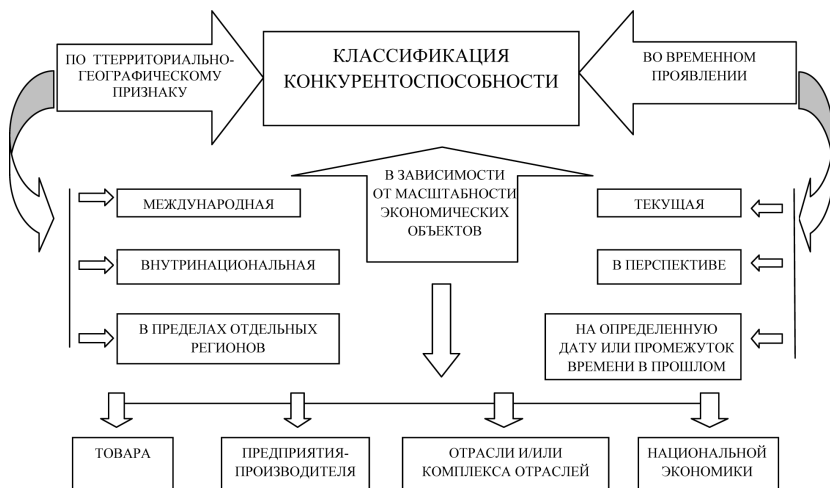 КЛАССИФИКАЦИЯ
КОНКУРЕНТОСПОСОБНОСТИ
ПО ТТЕРРИТОРИАЛЬНО-
ГЕОГРАФИЧЕСКОМУ
ПРИЗНАКУ
ВО ВРЕМЕННОМ
ПРОЯВЛЕНИИ
В ЗАВИСИМОСТИ
ОТ МАСШТАБНОСТИ
ЭКОНОМИЧЕСКИХ
ОБЪЕКТОВ
МЕЖДУНАРОДНАЯ
ВНУТРИНАЦИОНАЛЬНАЯ
В ПРЕДЕЛАХ ОТДЕЛЬНЫХ
РЕГИОНОВ
ТЕКУЩАЯ
В ПЕРСПЕКТИВЕ
НА ОПРЕДЕЛЕННУЮ
ДАТУ ИЛИ ПРОМЕЖУТОК
ВРЕМЕНИ В ПРОШЛОМ
ТОВАРА
ПРЕДПРИЯТИЯ-
ПРОИЗВОДИТЕЛЯ
ОТРАСЛИ И/ИЛИ
КОМПЛЕКСА ОТРАСЛЕЙ
НАЦИОНАЛЬНОЙ
ЭКОНОМИКИ